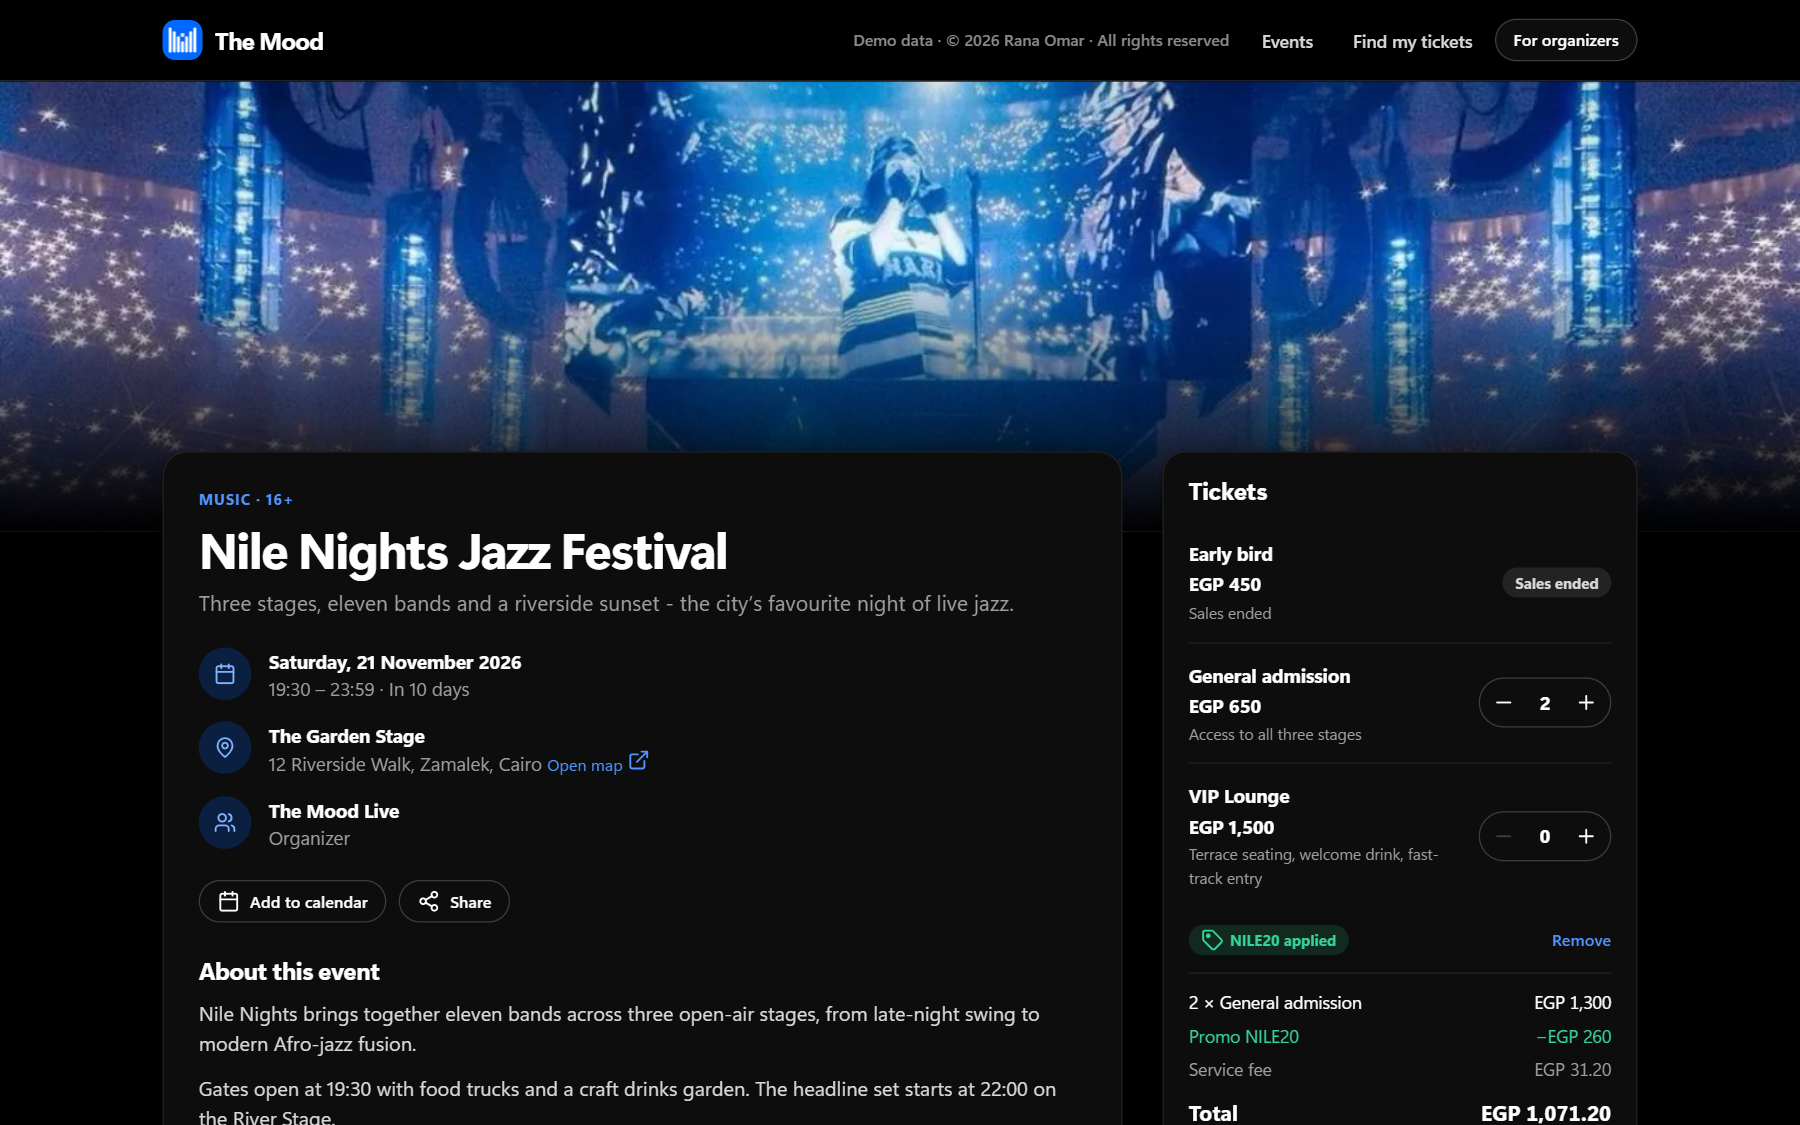 The Mood
Demo data · © 2026 Rana Omar · All rights reserved
Events
Find my tickets
For organizers
MUSIC · 16+
Nile Nights Jazz Festival
Three stages, eleven bands and a riverside sunset - the city’s favourite night of live jazz.
Saturday, 21 November 2026
19:30 – 23:59 · In 10 days
The Garden Stage
12 Riverside Walk, Zamalek, Cairo Open map
The Mood Live
Organizer
Add to calendar
Share
About this event
Nile Nights brings together eleven bands across three open-air stages, from late-night swing to
modern Afro-jazz fusion.
Gates open at 19:30 with food trucks and a craft drinks garden. The headline set starts at 22:00 on
the River Stage.
Tickets
Early bird
EGP 450
Sales ended
Sales ended
General admission
EGP 650
Access to all three stages
2
VIP Lounge
EGP 1,500
Terrace seating, welcome drink, fast-
track entry
0
NILE20 applied
Remove
2 × General admission EGP 1,300
Promo NILE20 −EGP 260
Service fee EGP 31.20
Total EGP 1,071.20